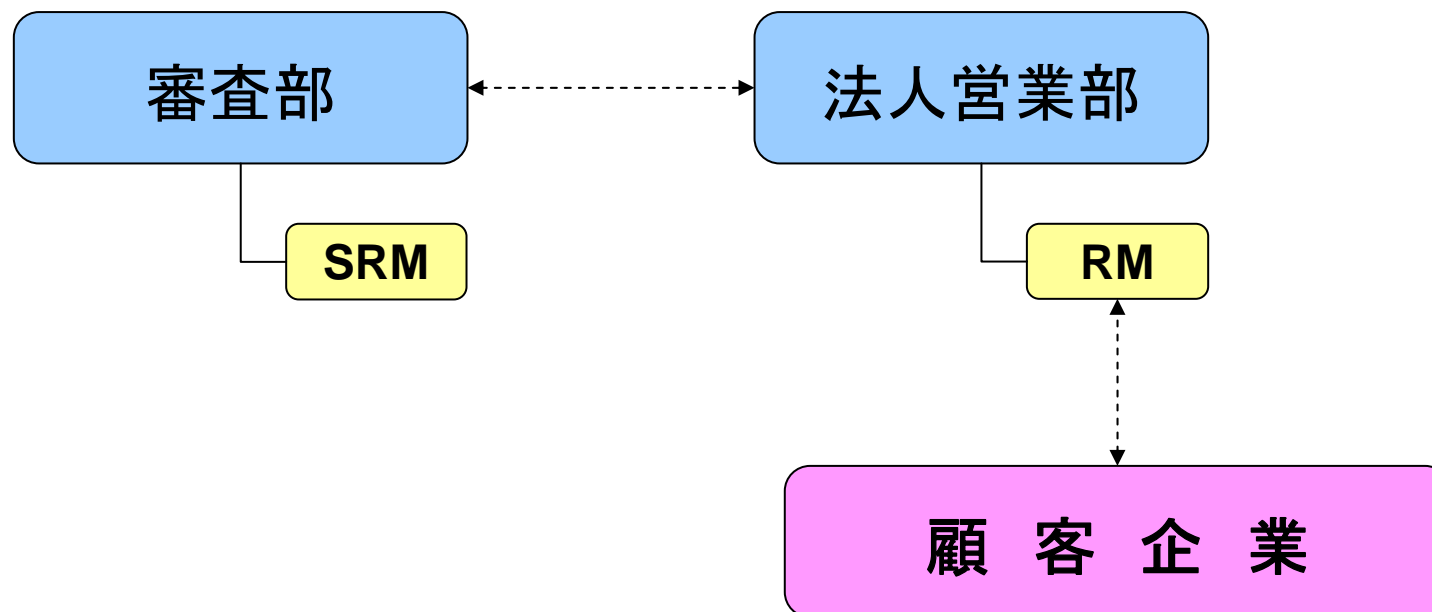 審査部
法人営業部
SRM
RM
顧 客 企 業